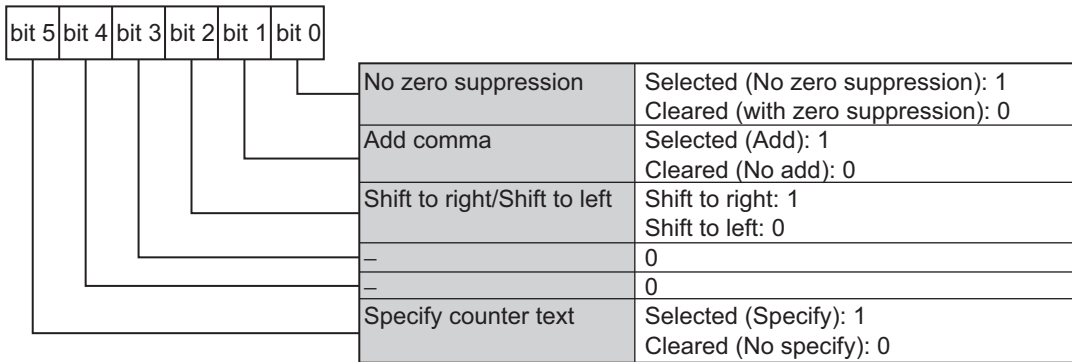 bit 5 bit 4 bit 3 bit 2 bit 1 bit 0
No zero suppression Selected (No zero suppression): 1
Cleared (with zero suppression): 0
Add comma Selected (Add): 1
Cleared (No add): 0
Shift to right/Shift to left Shift to right: 1
Shift to left: 0
– 0
– 0
Specify counter text Selected (Specify): 1
Cleared (No specify): 0